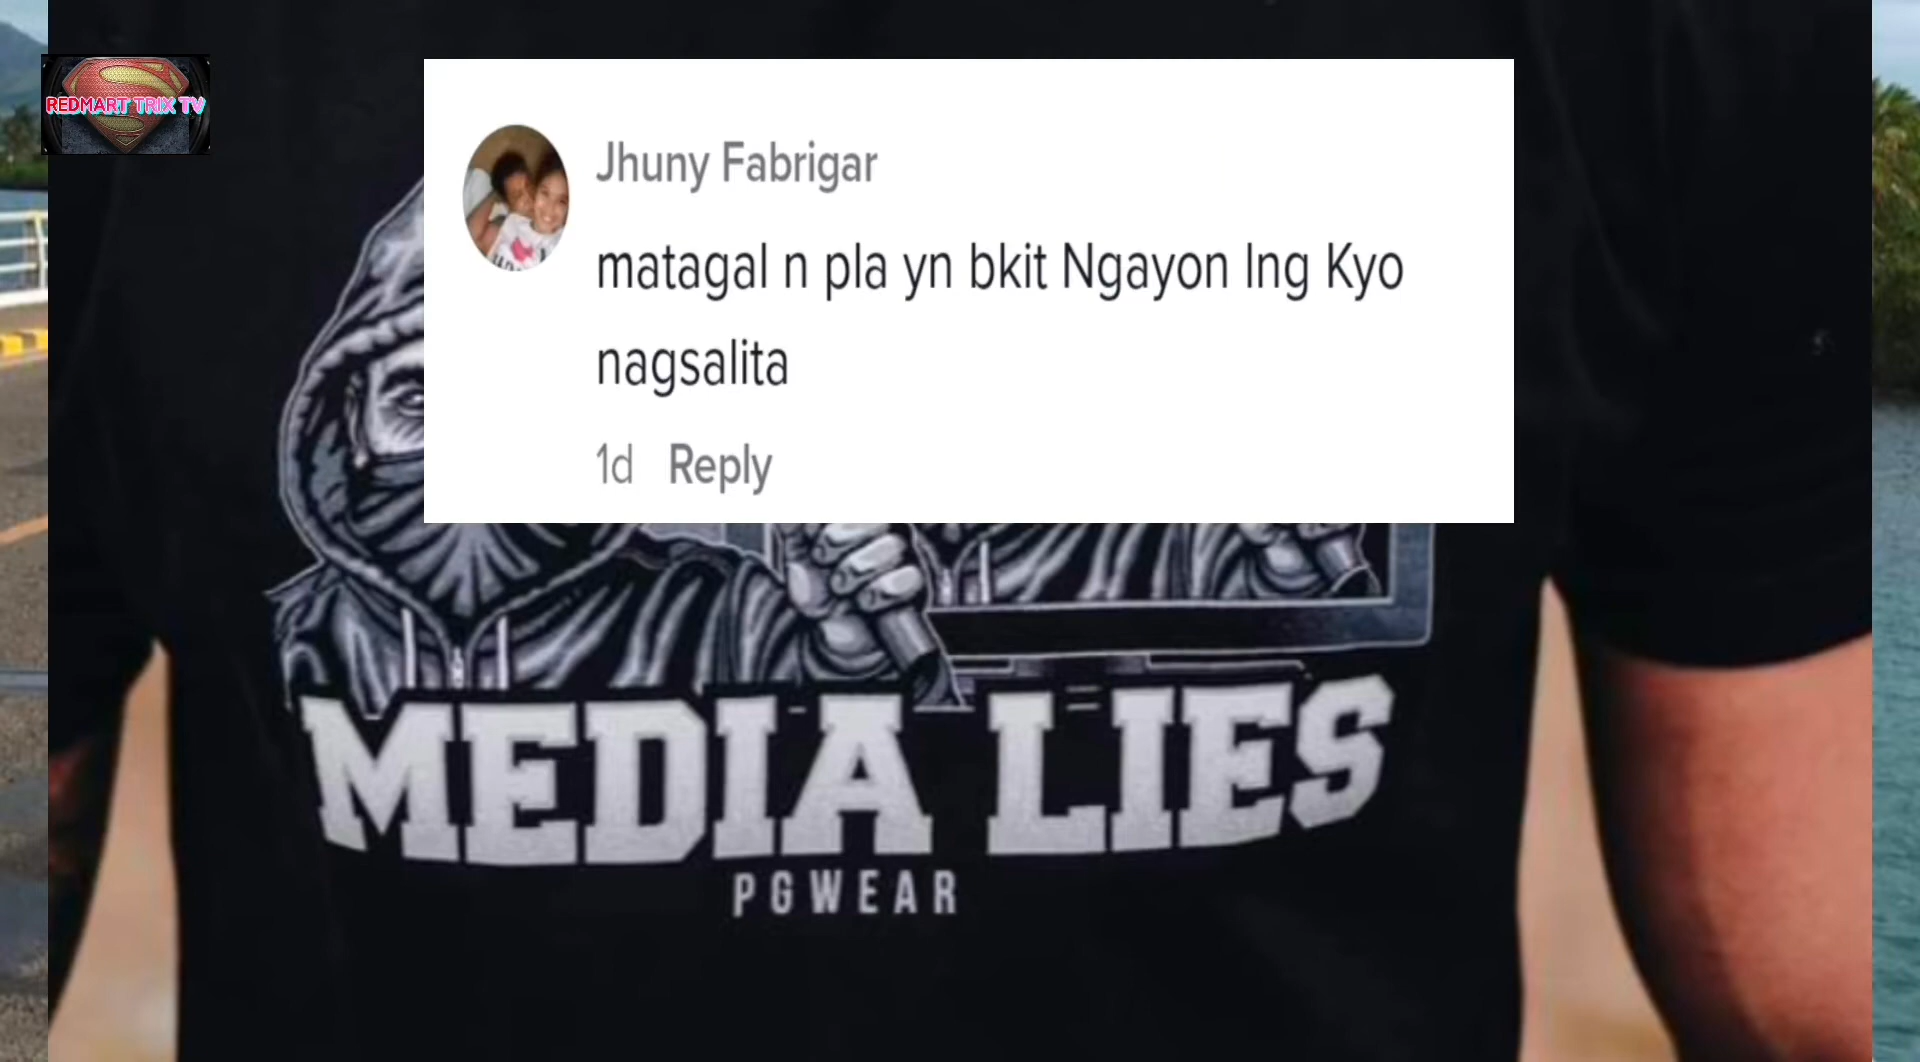 REDMART TRIX TV
Jhuny Fabrigar
matagal n pla yn bkit Ngayon lng Kyo
nagsalita
1d Reply
MEDIA LIES
PGWEAR